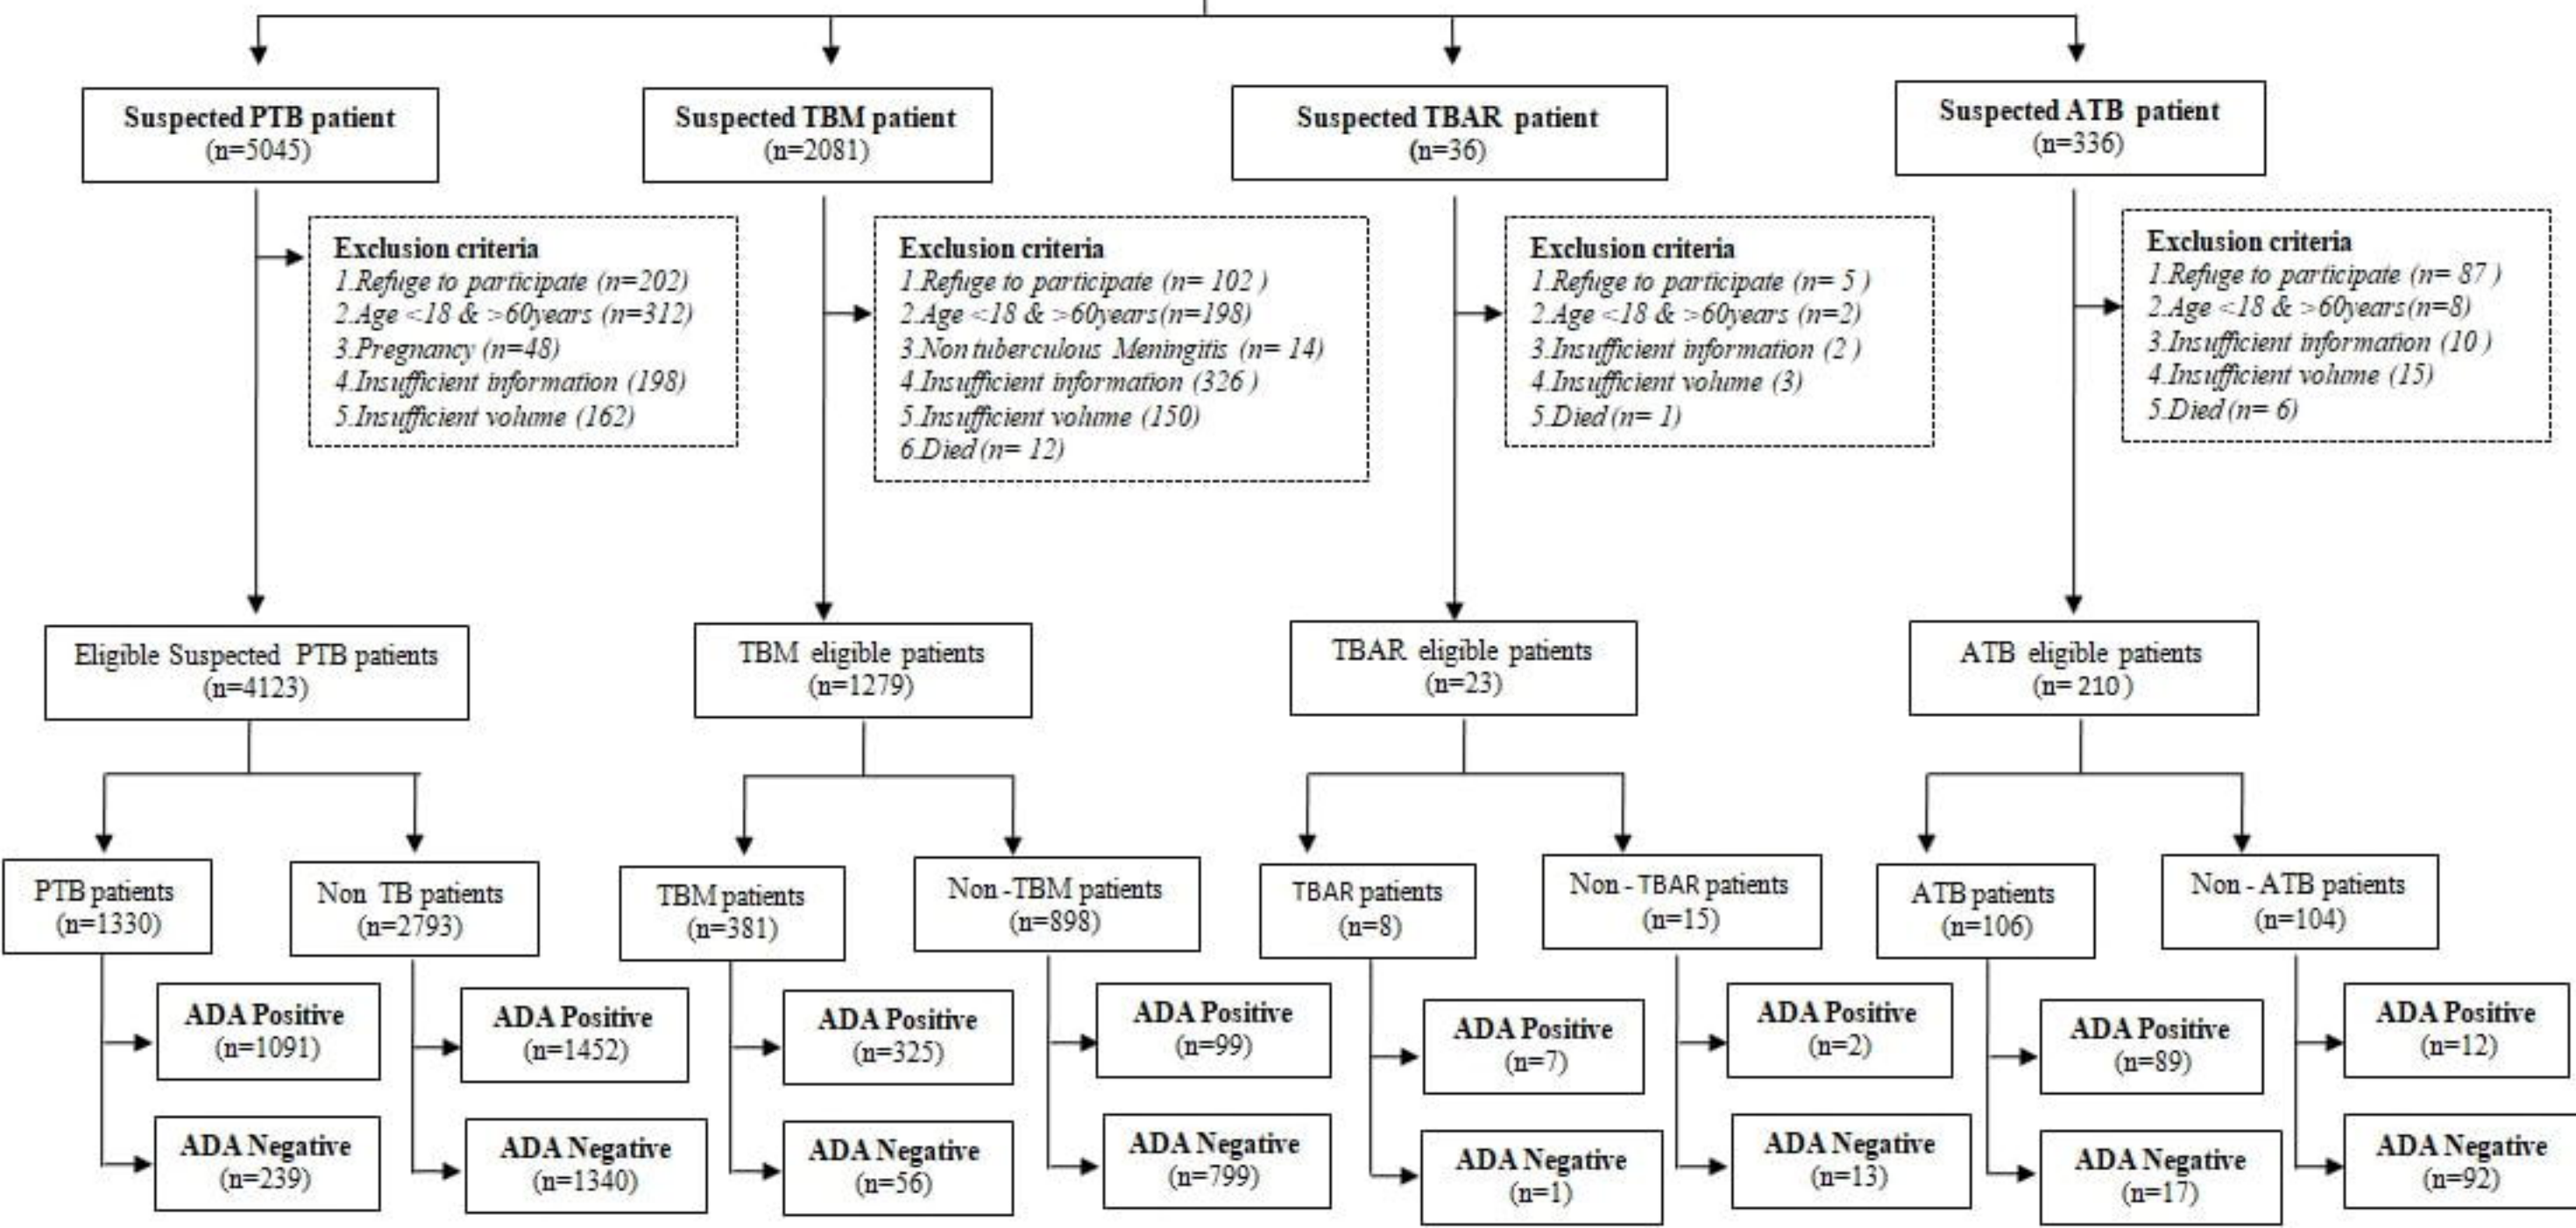 Suspected PTB patient
(n=5045)
Suspected TBM patient
(n=2081)
Suspected TBAR patient
(n=36)
Suspected ATB patient
(n=336)
Exclusion criteria
1.Refuge to participate (n=202)
2.Age <18 & >60years (n=312)
3.Pregnancy (n=48)
4.Insufficient information (198)
5.Insufficient volume (162)
Exclusion criteria
1.Refuge to participate (n= 102 )
2.Age <18 & >60years(n=198)
3.Non tuberculous Meningitis (n= 14)
4.Insufficient information (326 )
5.Insufficient volume (150)
6.Died (n= 12)
Exclusion criteria
1.Refuge to participate (n= 5 )
2.Age <18 & >60years (n=2)
3.Insufficient information (2 )
4.Insufficient volume (3)
5.Died (n= 1)
Exclusion criteria
1.Refuge to participate (n= 87 )
2.Age <18 & >60years(n=8)
3.Insufficient information (10 )
4.Insufficient volume (15)
5.Died (n= 6)
Eligible Suspected PTB patients
(n=4123)
TBM eligible patients
(n=1279)
TBAR eligible patients
(n=23)
ATB eligible patients
(n= 210 )
PTB patients
(n=1330)
Non TB patients
(n=2793)
TBM patients
(n=381)
Non -TBM patients
(n=898)
TBAR patients
(n=8)
Non - TBAR patients
(n=15)
ATB patients
(n=106)
Non - ATB patients
(n=104)
ADA Positive
(n=1091)
ADA Positive
(n=1452)
ADA Positive
(n=325)
ADA Positive
(n=99)
ADA Positive
(n=7)
ADA Positive
(n=2)
ADA Positive
(n=89)
ADA Positive
(n=12)
ADA Negative
(n=239)
ADA Negative
(n=1340)
ADA Negative
(n=56)
ADA Negative
(n=799)
ADA Negative
(n=1)
ADA Negative
(n=13)
ADA Negative
(n=17)
ADA Negative
(n=92)